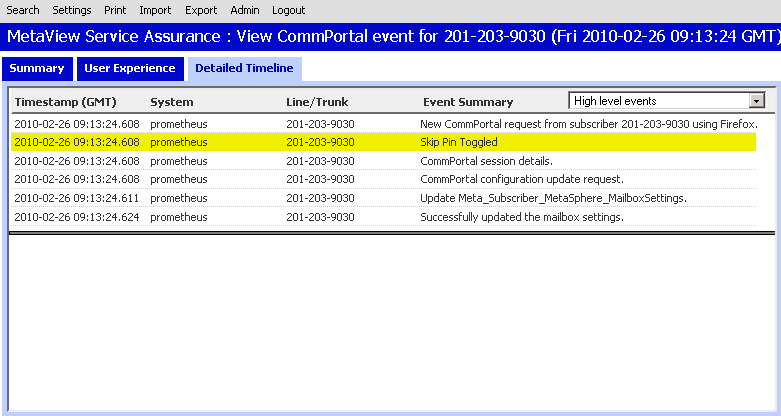 Search Settings Print Import Export Admin Logout
MetaView Service Assurance : View CommPortal event for 201-203-9030 (Fri 2010-02-26 09:13:24 GMT)
Summary User Experience Detailed Timeline
Timestamp (GMT) System Line/Trunk Event Summary High level events
2010-02-26 09:13:24.608 prometheus 201-203-9030 New CommPortal request from subscriber 201-203-9030 using Firefox.
2010-02-26 09:13:24.608 prometheus 201-203-9030 Skip Pin Toggled
2010-02-26 09:13:24.608 prometheus 201-203-9030 CommPortal session details.
2010-02-26 09:13:24.608 prometheus 201-203-9030 CommPortal configuration update request.
2010-02-26 09:13:24.611 prometheus 201-203-9030 Update Meta_Subscriber_MetaSphere_MailboxSettings.
2010-02-26 09:13:24.624 prometheus 201-203-9030 Successfully updated the mailbox settings.